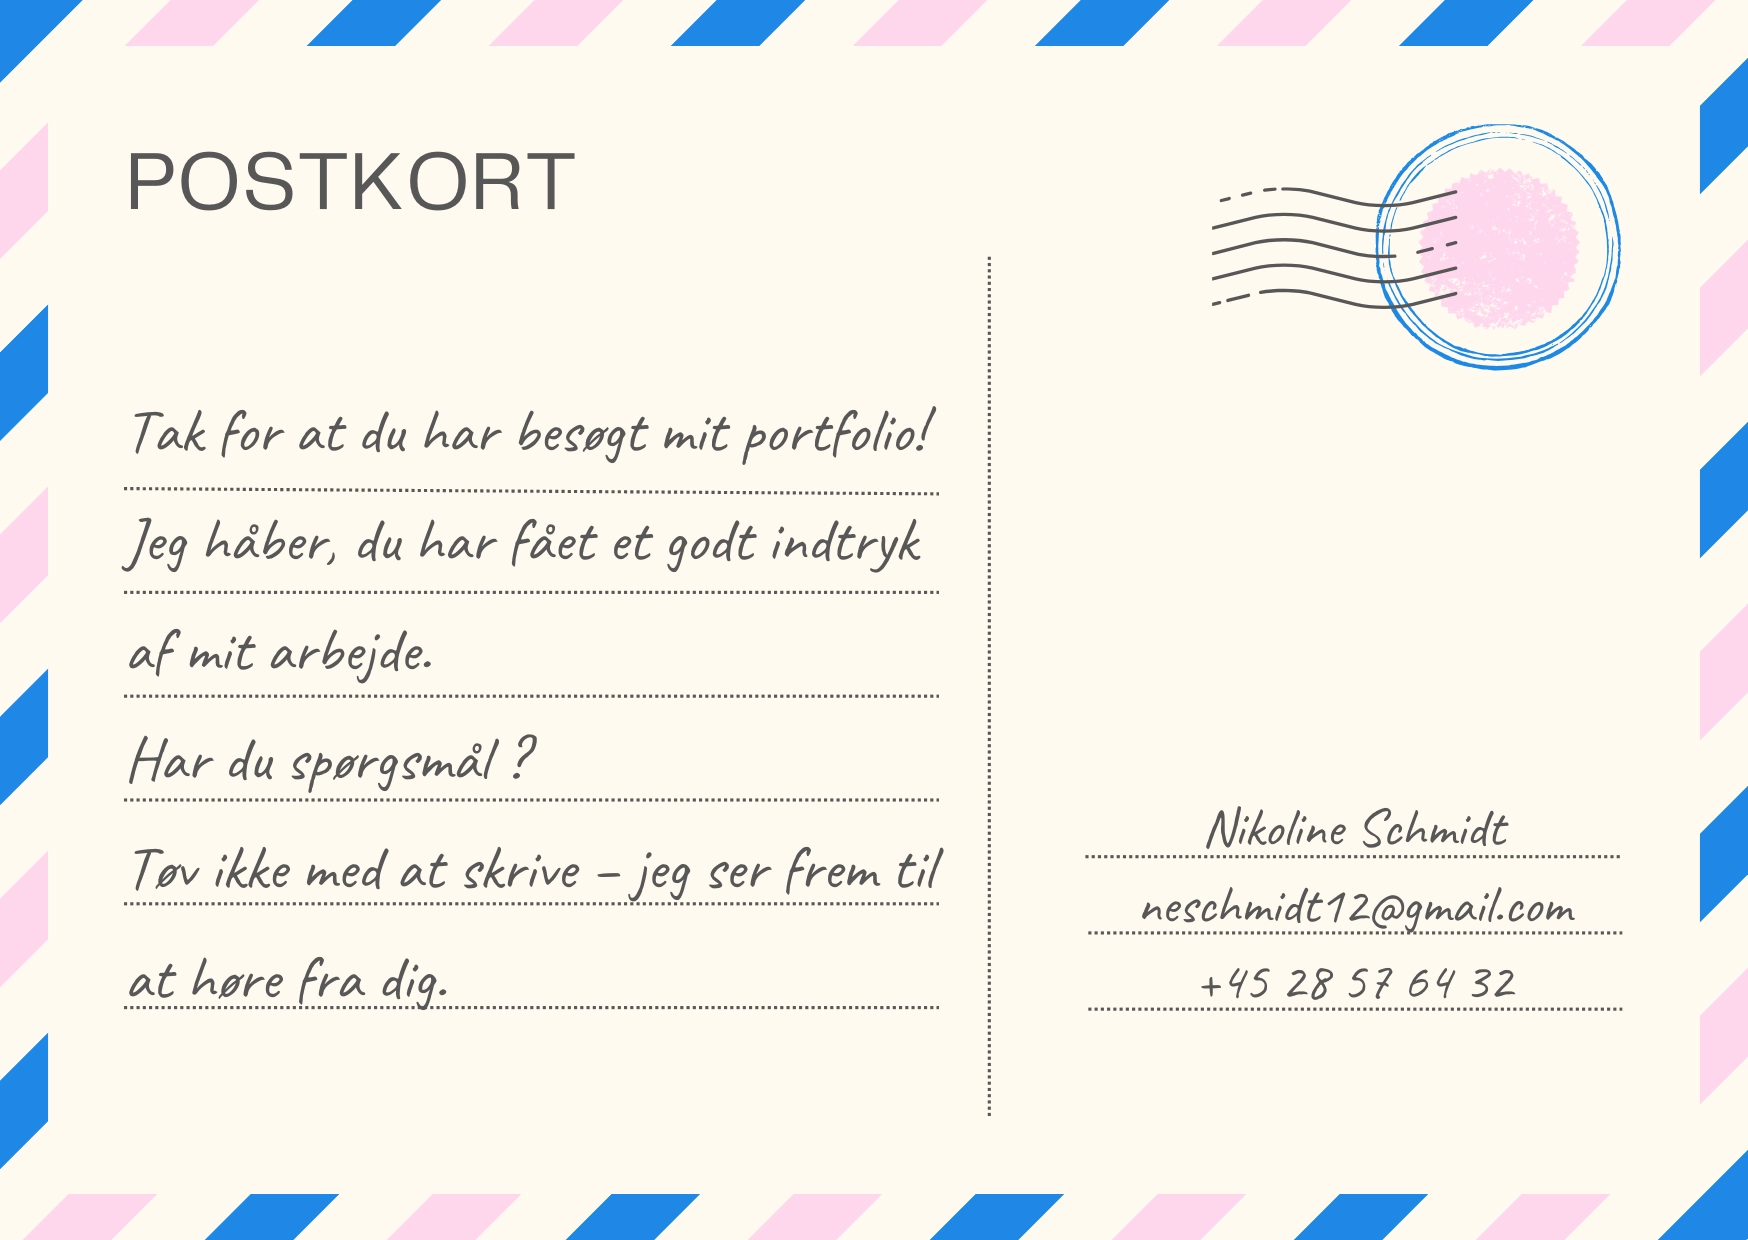 POSTKORT
Tak for at du har besøgt mit portfolio!
Jeg håber, du har fået et godt indtryk
af mit arbejde.
Har du spørgsmål ?
Tøv ikke med at skrive – jeg ser frem til
at høre fra dig.
Nikoline Schmidt
neschmidt12@gmail.com
+45 28 57 64 32